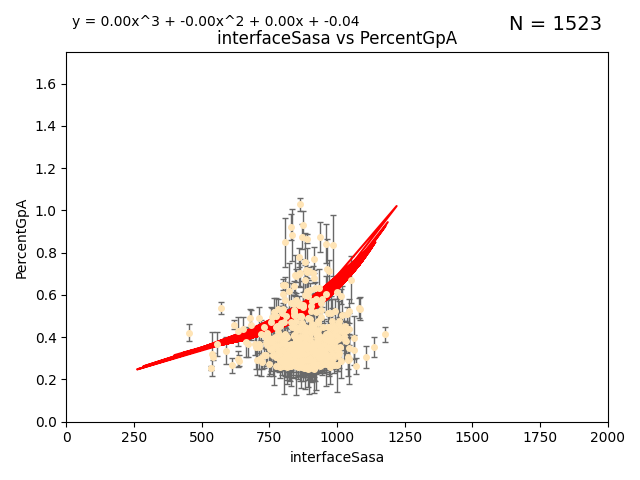 y = 0.00x^3 + -0.00x^2 + 0.00x + -0.04
N = 1523
interfaceSasa vs PercentGpA
PercentGpA
1.6
1.4
1.2
1.0
0.8
0.6
0.4
0.2
0.0
0 250 500 750 1000 1250 1500 1750 2000
interfaceSasa